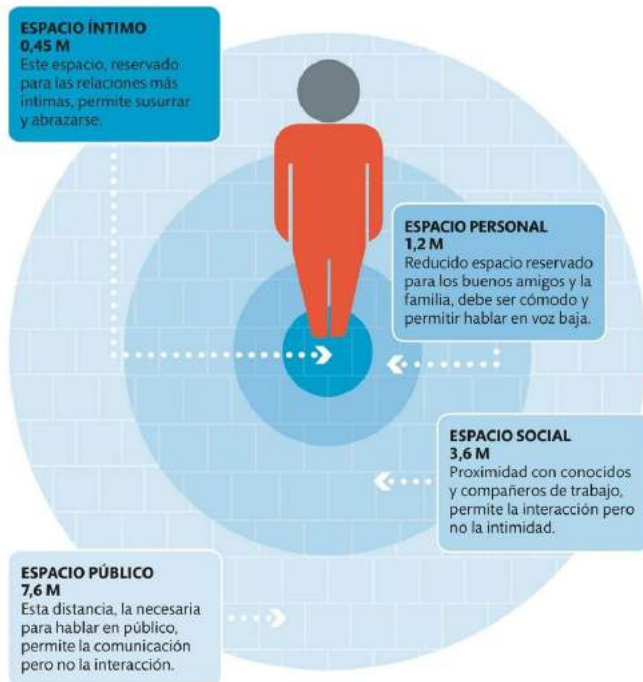 ESPACIO ÍNTIMO
0,45 M
Este espacio, reservado
para las relaciones más
íntimas, permite susurrar
y abrazarse.
ESPACIO PERSONAL
1,2 M
Reducido espacio reservado
para los buenos amigos y la
familia, debe ser cómodo y
permitir hablar en voz baja.
ESPACIO SOCIAL
3,6 M
Proximidad con conocidos
y compañeros de trabajo,
permite la interacción pero
no la intimidad.
ESPACIO PÚBLICO
7,6 M
Esta distancia, la necesaria
para hablar en público,
permite la comunicación
pero no la interacción.